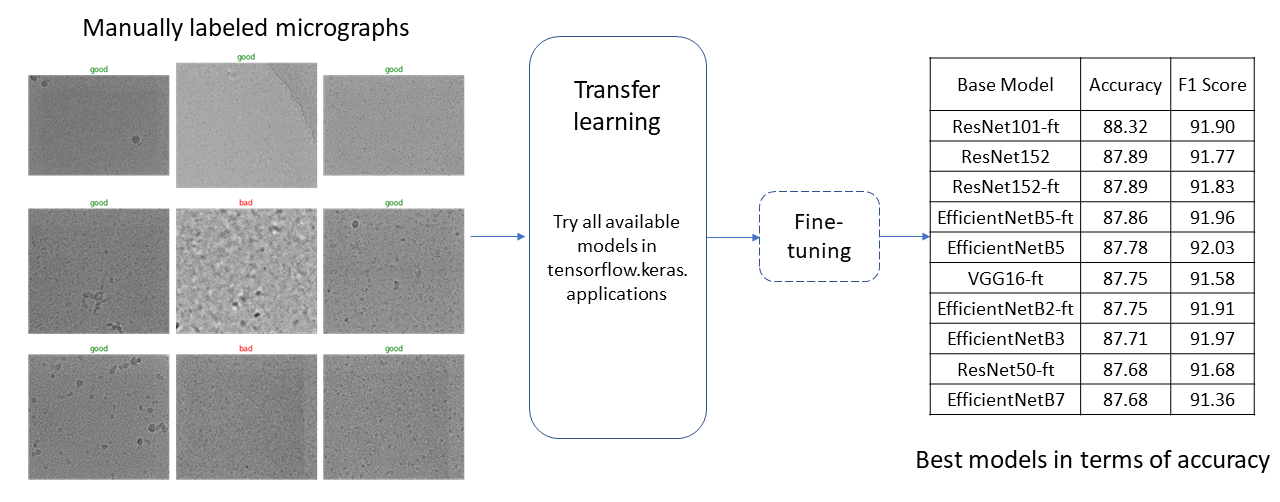 Manually labeled micrographs
good
good
good
good
bad
good
good
bad
good
Transfer
learning
Try all available
models in
tensorflow.keras.
applications
Fine-
tuning
Base Model Accuracy F1 Score
ResNet101-ft 88.32 91.90
ResNet152 87.89 91.77
ResNet152-ft 87.89 91.83
EfficientNetB5-ft 87.86 91.96
EfficientNetB5 87.78 92.03
VGG16-ft 87.75 91.58
EfficientNetB2-ft 87.75 91.91
EfficientNetB3 87.71 91.97
ResNet50-ft 87.68 91.68
EfficientNetB7 87.68 91.36
Best models in terms of accuracy